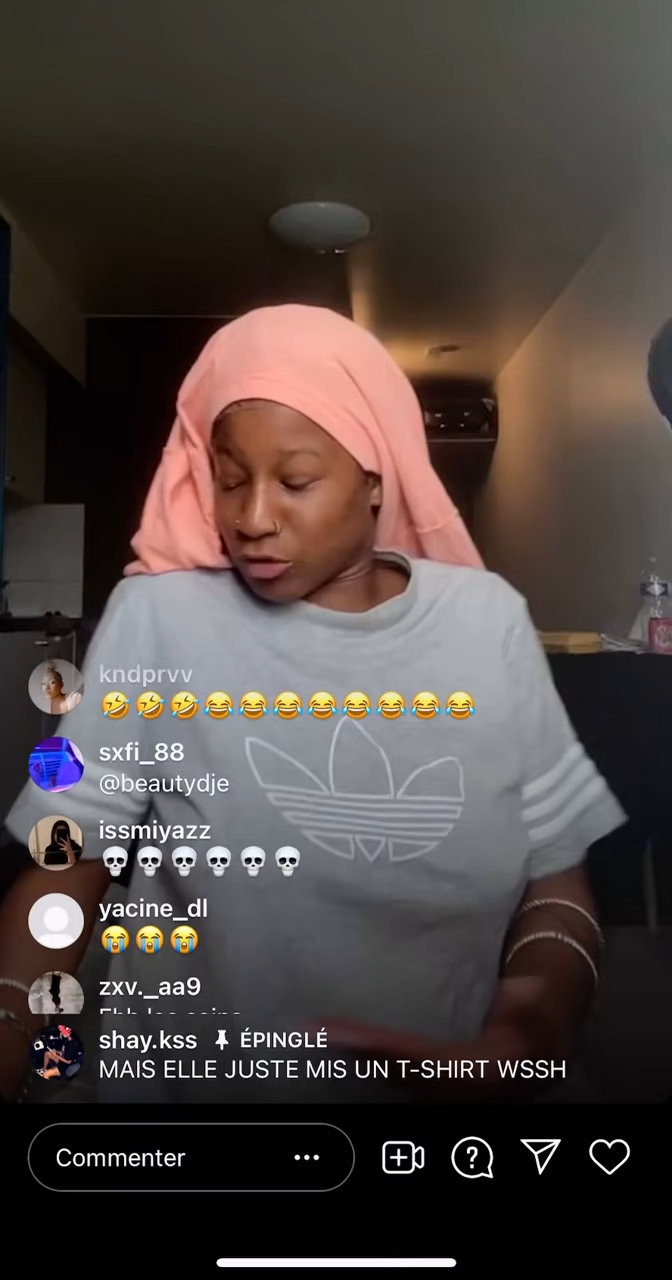 kndprvv
🤣🤣🤣😂😂😂😂😂😂😂😂
sxfi_88
@beautydje
issmiyazz
💀💀💀💀💀💀
yacine_dl
😭😭😭
zxv._aa9
shay.kss 📌 ÉPINGLÉ
MAIS ELLE JUSTE MIS UN T-SHIRT WSSH
Commenter ...